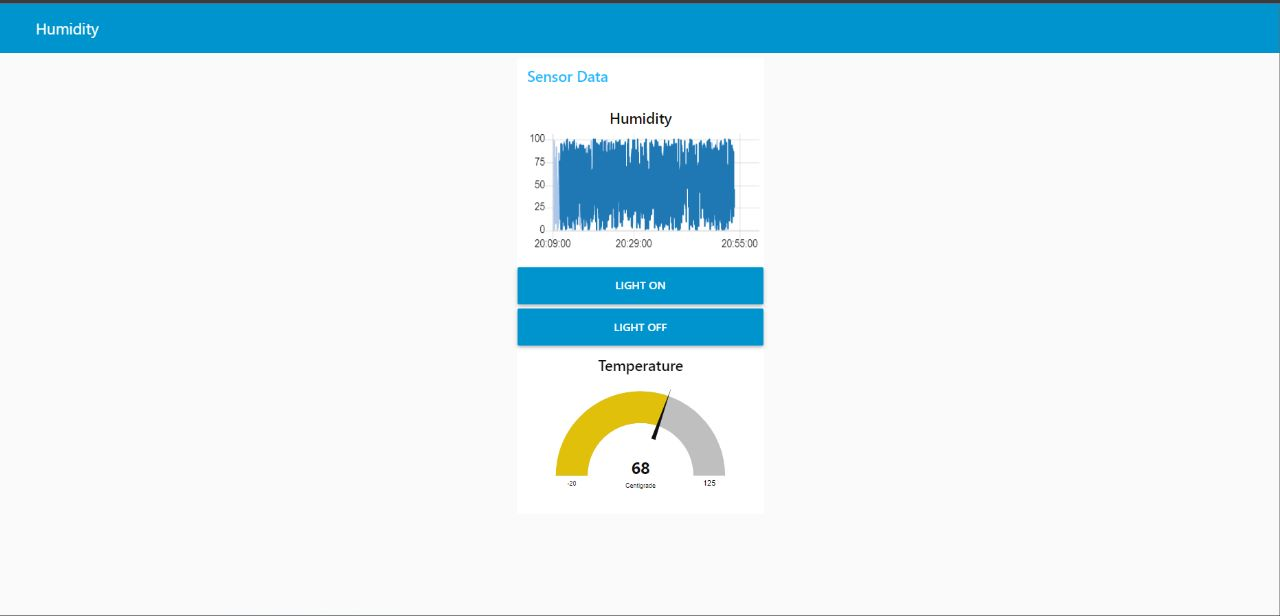 Humidity
Sensor Data
Humidity
100
75
50
25
0
20:09:00 20:29:00 20:55:00
LIGHT ON
LIGHT OFF
Temperature
68
-20 Centigrade 125